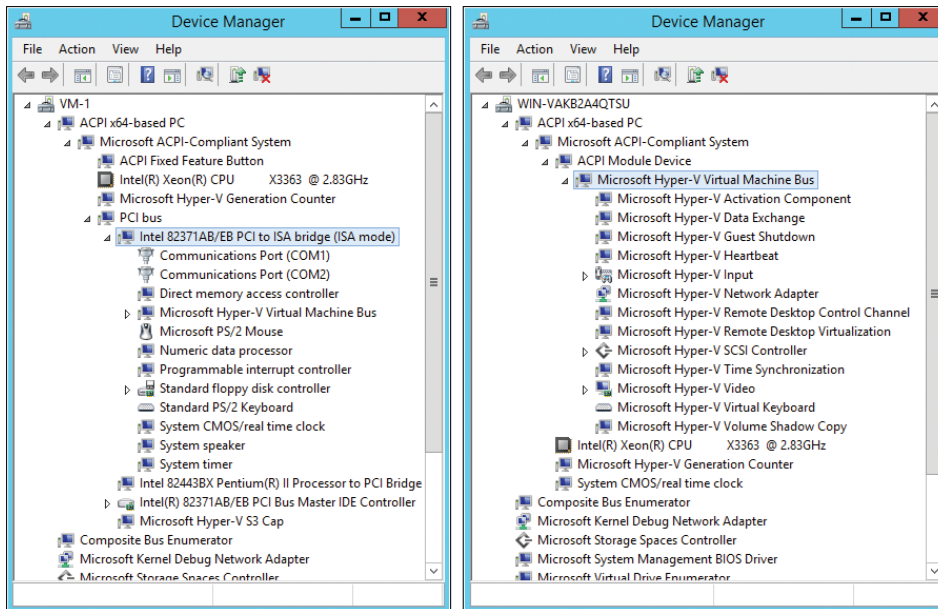 Device Manager
File Action View Help
VM-1
ACPI x64-based PC
Microsoft ACPI-Compliant System
ACPI Fixed Feature Button
Intel(R) Xeon(R) CPU X3363 @ 2.83GHz
Microsoft Hyper-V Generation Counter
PCI bus
Intel 82371AB/EB PCI to ISA bridge (ISA mode)
Communications Port (COM1)
Communications Port (COM2)
Direct memory access controller
Microsoft Hyper-V Virtual Machine Bus
Microsoft PS/2 Mouse
Numeric data processor
Programmable interrupt controller
Standard floppy disk controller
Standard PS/2 Keyboard
System CMOS/real time clock
System speaker
System timer
Intel 82443BX Pentium(R) II Processor to PCI Bridge
Intel(R) 82371AB/EB PCI Bus Master IDE Controller
Microsoft Hyper-V S3 Cap
Composite Bus Enumerator
Microsoft Kernel Debug Network Adapter
Microsoft Storage Spaces Controller
Device Manager
File Action View Help
WIN-VAKB2A4QTSU
ACPI x64-based PC
Microsoft ACPI-Compliant System
ACPI Module Device
Microsoft Hyper-V Virtual Machine Bus
Microsoft Hyper-V Activation Component
Microsoft Hyper-V Data Exchange
Microsoft Hyper-V Guest Shutdown
Microsoft Hyper-V Heartbeat
Microsoft Hyper-V Input
Microsoft Hyper-V Network Adapter
Microsoft Hyper-V Remote Desktop Control Channel
Microsoft Hyper-V Remote Desktop Virtualization
Microsoft Hyper-V SCSI Controller
Microsoft Hyper-V Time Synchronization
Microsoft Hyper-V Video
Microsoft Hyper-V Virtual Keyboard
Microsoft Hyper-V Volume Shadow Copy
Intel(R) Xeon(R) CPU X3363 @ 2.83GHz
Microsoft Hyper-V Generation Counter
System CMOS/real time clock
Composite Bus Enumerator
Microsoft Kernel Debug Network Adapter
Microsoft Storage Spaces Controller
Microsoft System Management BIOS Driver
Microsoft Virtual Drive Enumerator